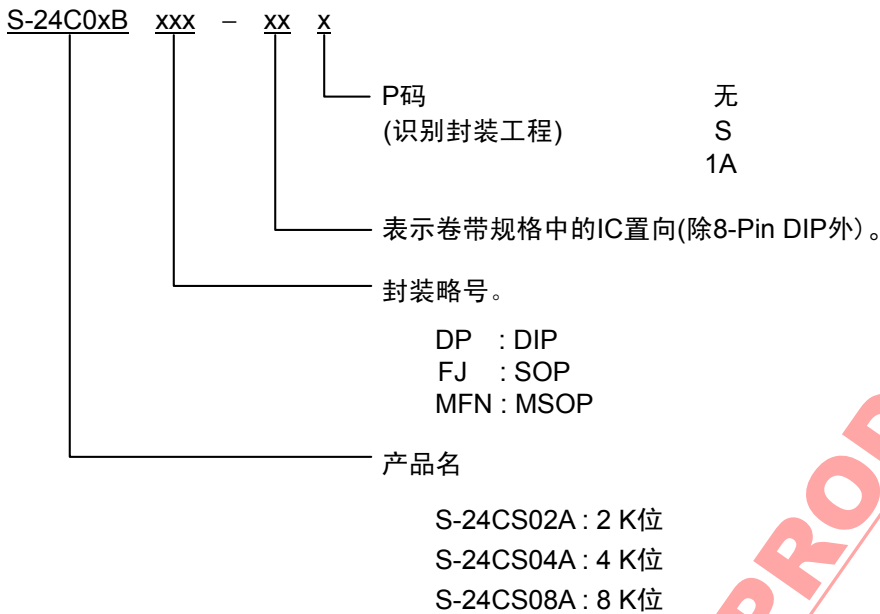 S-24C0xB xxx – xx x
P码 无
(识别封装工程) S
1A
表示卷带规格中的IC置向(除8-Pin DIP外)。
封装略号。
DP : DIP
FJ : SOP
MFN : MSOP
产品名
S-24CS02A : 2 K位
S-24CS04A : 4 K位
S-24CS08A : 8 K位
PROD